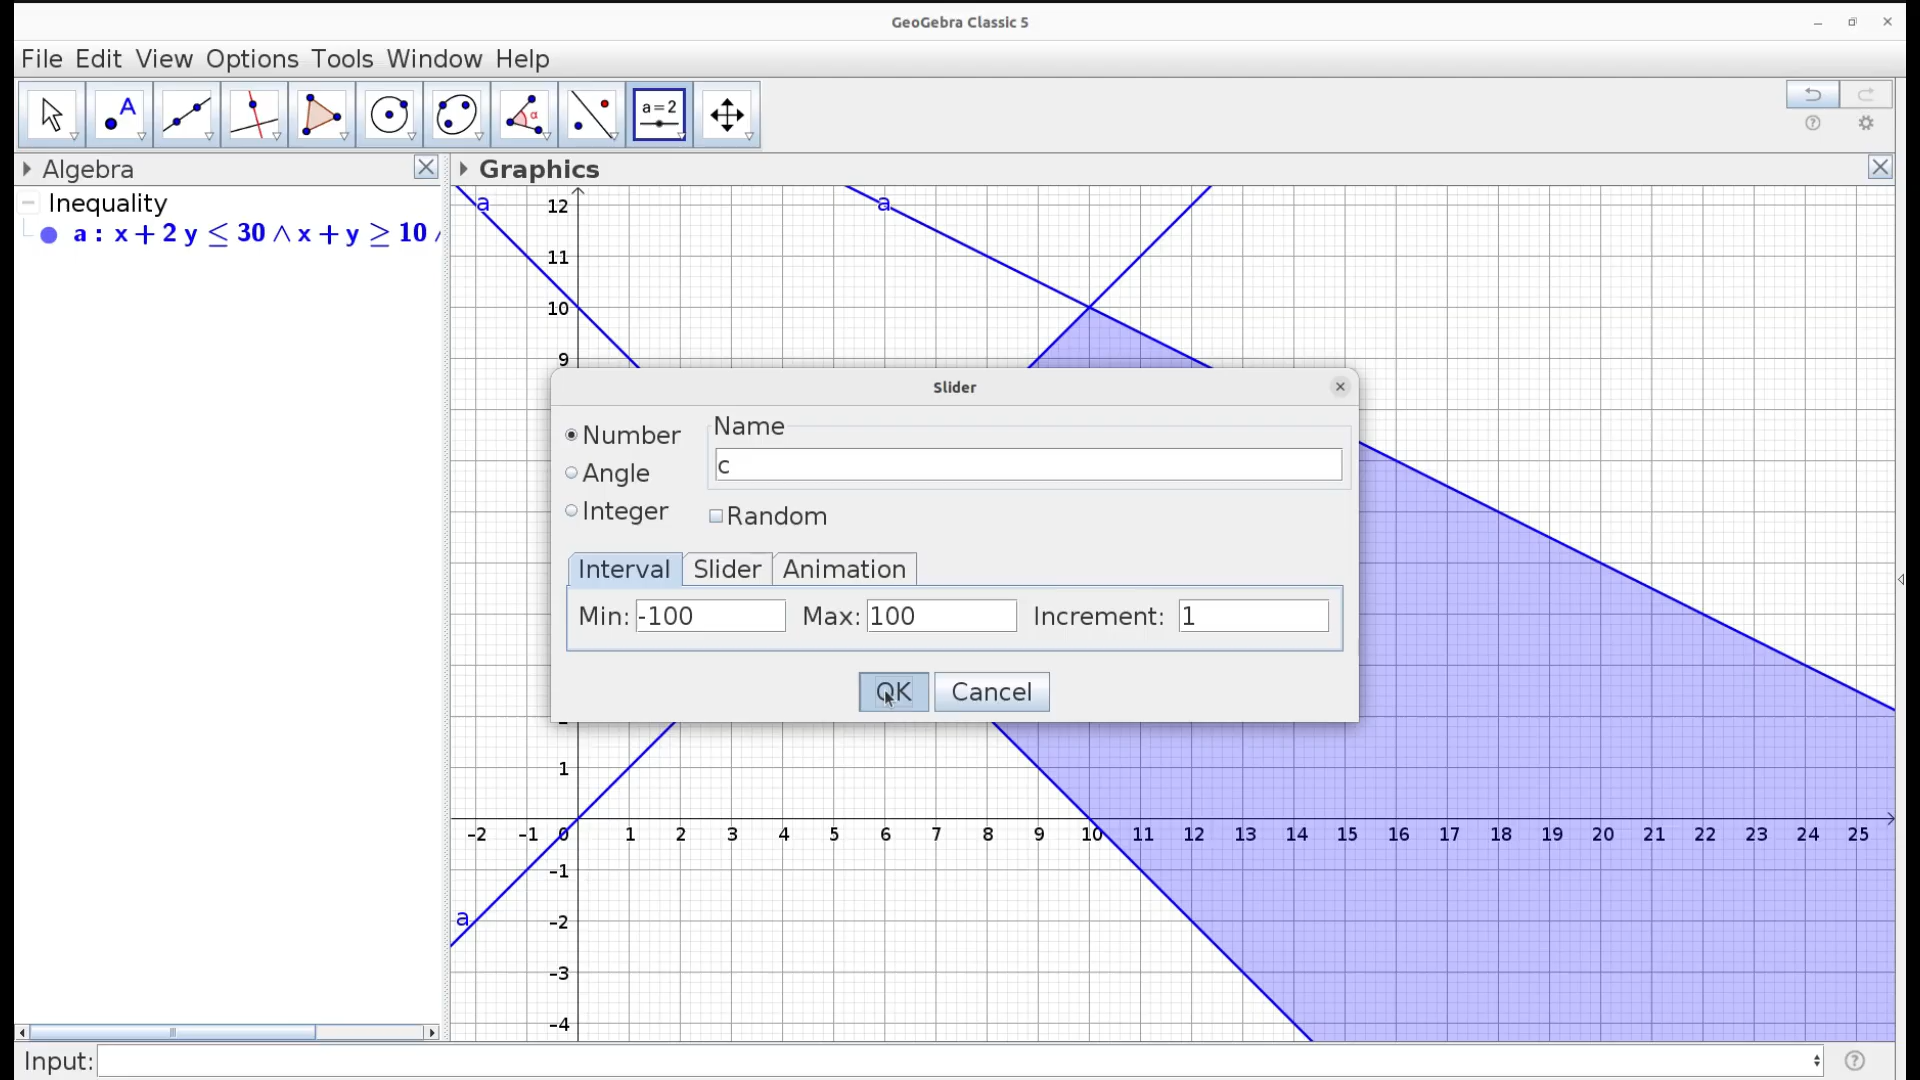 GeoGebra Classic 5
File Edit View Options Tools Window Help
A
α
a=2
Algebra
Graphics
Inequality
a : x + 2 y ≤ 30 ∧ x + y ≥ 10
a
a
a
12
11
10
9
1
-1
-2
-3
-4
-2 -1 0 1 2 3 4 5 6 7 8 9 10 11 12 13 14 15 16 17 18 19 20 21 22 23 24 25
Slider
Number
Angle
Integer
Name
c
Random
Interval Slider Animation
Min: -100 Max: 100 Increment: 1
OK Cancel
Input: